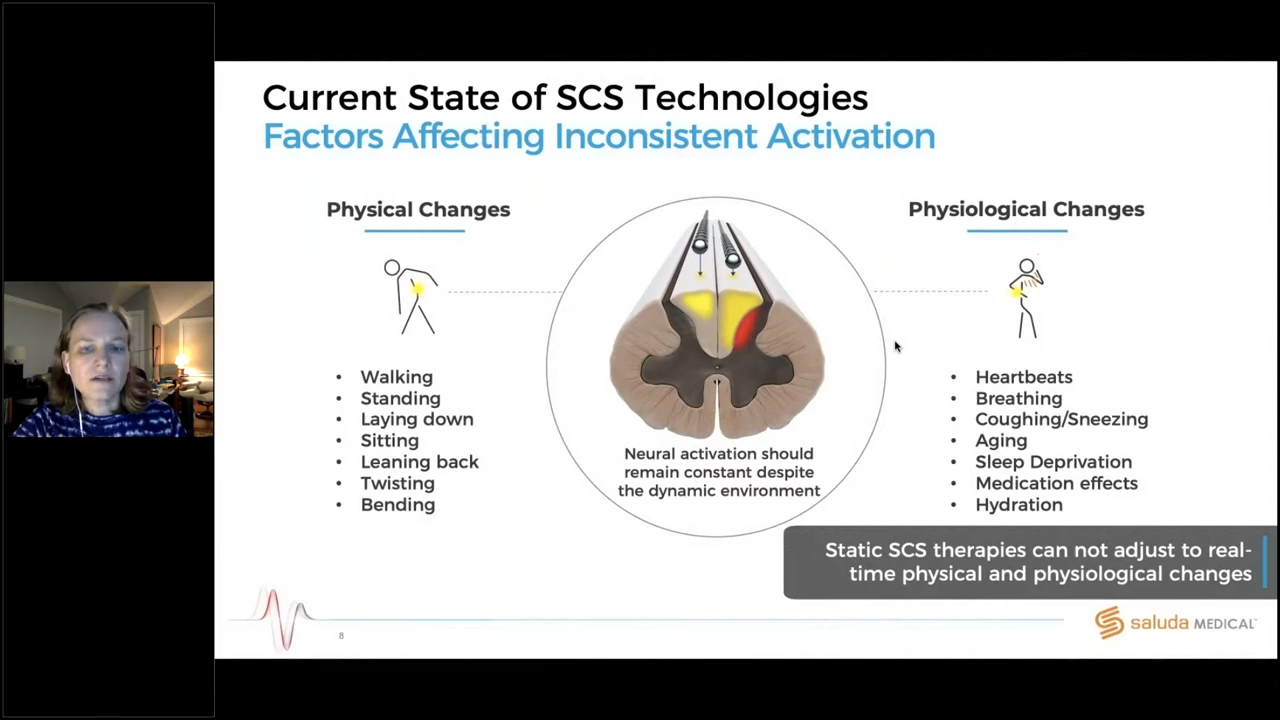 Current State of SCS Technologies
Factors Affecting Inconsistent Activation
Physical Changes
• Walking
• Standing
• Laying down
• Sitting
• Leaning back
• Twisting
• Bending
Neural activation should
remain constant despite
the dynamic environment
Physiological Changes
• Heartbeats
• Breathing
• Coughing/Sneezing
• Aging
• Sleep Deprivation
• Medication effects
• Hydration
Static SCS therapies can not adjust to real-
time physical and physiological changes
8
saluda MEDICAL™